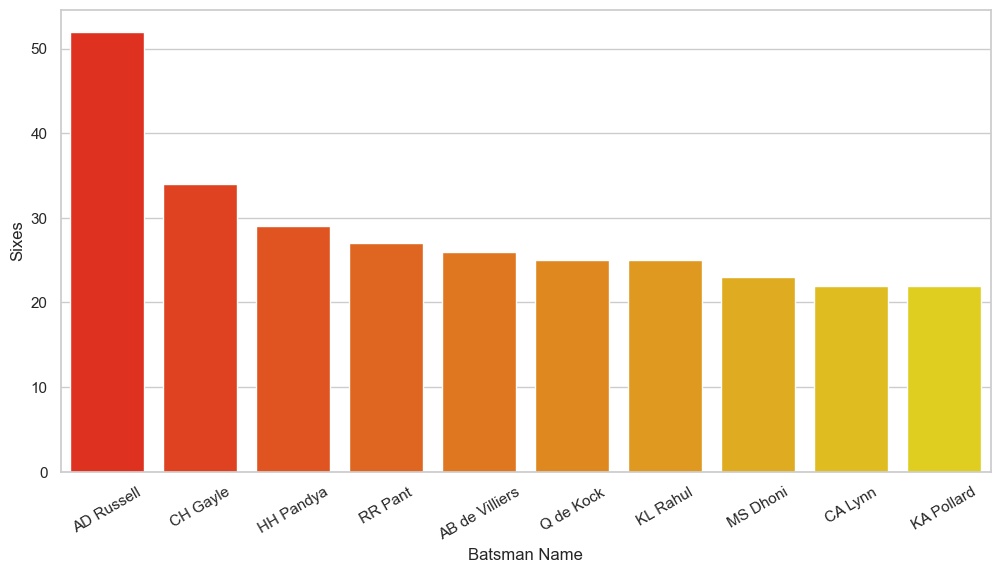 50
40
30
20
10
0
Sixes
AD Russell
CH Gayle
HH Pandya
RR Pant
AB de Villiers
Q de Kock
KL Rahul
MS Dhoni
CA Lynn
KA Pollard
Batsman Name